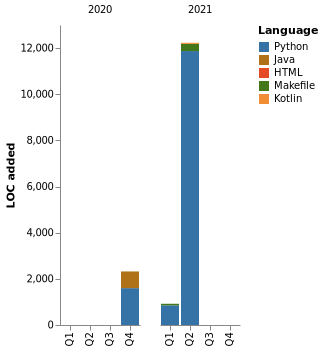 2020 2021
Language
Python
Java
HTML
Makefile
Kotlin
LOC added
12,000
10,000
8,000
6,000
4,000
2,000
0
Q1 Q2 Q3 Q4 Q1 Q2 Q3 Q4